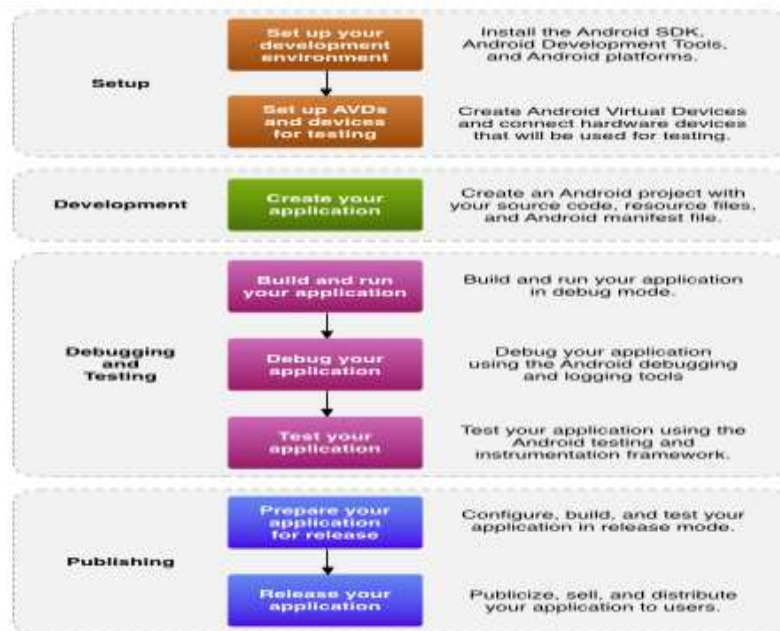 Set up your
development
environment
Install the Android SDK,
Android Development Tools,
and Android platforms.
Setup
Set up AVDs
and devices
for testing
Create Android Virtual Devices
and connect hardware devices
that will be used for testing.
Development
Create your
application
Create an Android project with
your source code, resource files,
and Android manifest file.
Build and run
your application
Build and run your application
in debug mode.
Debugging
and
Testing
Debug your
application
Debug your application
using the Android debugging
and logging tools
Test your
application
Test your application using the
Android testing and
instrumentation framework.
Prepare your
application
for release
Configure, build, and test your
application in release mode.
Publishing
Release your
application
Publicize, sell, and distribute
your application to users.